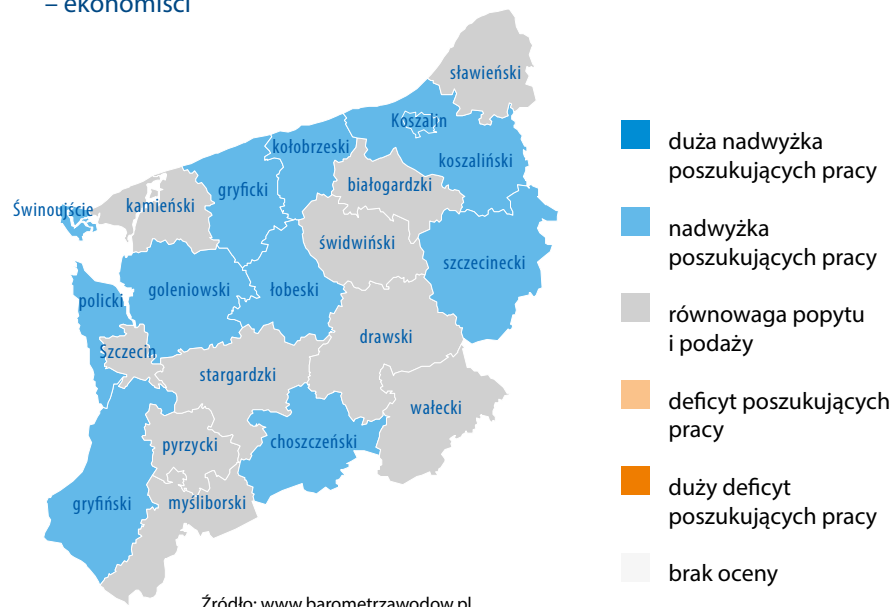 – ekonomiści
sławieński
Koszalin
kołobrzeski
koszaliński
białogardzki
gryficki
kamieński
Świnoujście
świdwiński
szczecinecki
goleniowski
łobeski
policki
drawski
Szczecin
stargardzki
wałecki
choszczeński
pyrzycki
gryfiński
myśliborski
duża nadwyżka
poszukujących pracy
nadwyżka
poszukujących pracy
równowaga popytu
i podaży
deficyt poszukujących
pracy
duży deficyt
poszukujących pracy
brak oceny
Źródło: www.barometrzawodow.pl